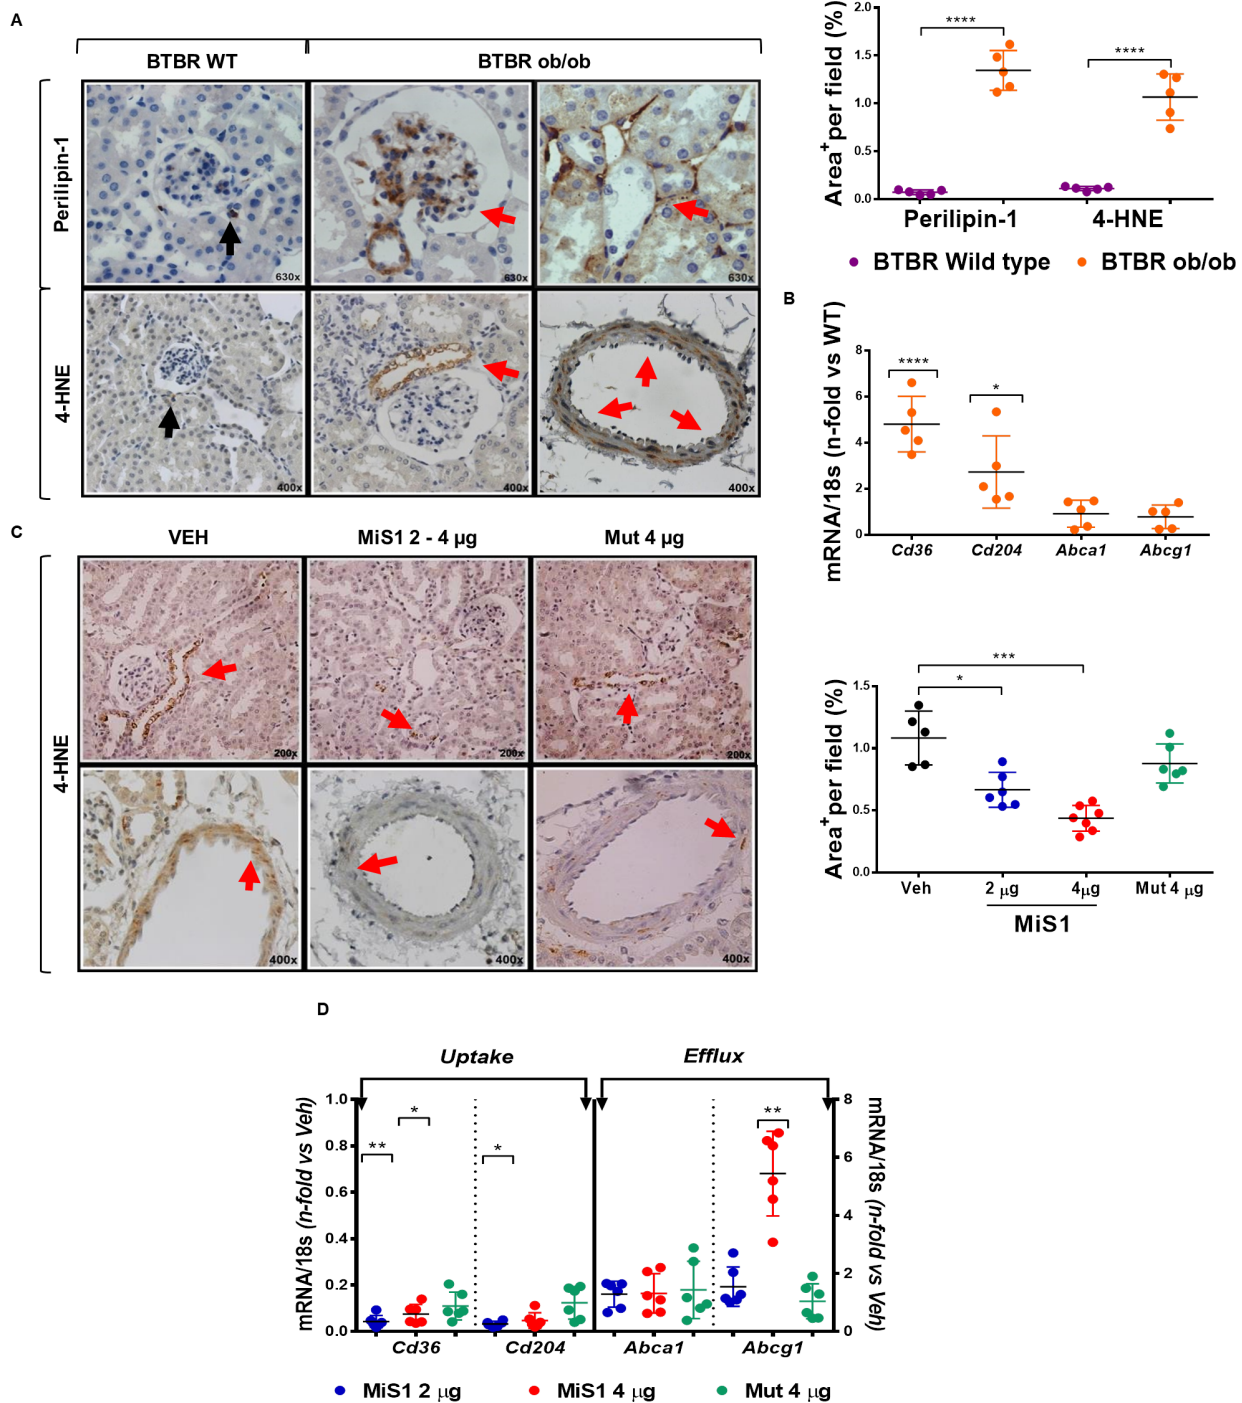 A
BTBR WT
BTBR ob/ob
Perilipin-1
630x
630x
630x
4-HNE
400x
400x
400x
Area+ per field (%)
2.0
1.5
1.0
0.5
0.0
****
****
Perilipin-1
4-HNE
BTBR Wild type
BTBR ob/ob
B
mRNA/18s (n-fold vs WT)
8
6
4
2
0
****
*
Cd36
Cd204
Abca1
Abcg1
C
VEH
MiS1 2 - 4 µg
Mut 4 µg
4-HNE
200x
200x
200x
400x
400x
400x
Area+ per field (%)
1.5
1.0
0.5
0.0
***
*
Veh
2 µg
4µg
Mut 4 µg
MiS1
D
Uptake
Efflux
mRNA/18s (n-fold vs Veh)
1.0
0.8
0.6
0.4
0.2
0.0
**
*
*
**
8
6
4
2
0
mRNA/18s (n-fold vs Veh)
Cd36
Cd204
Abca1
Abcg1
MiS1 2 µg
MiS1 4 µg
Mut 4 µg